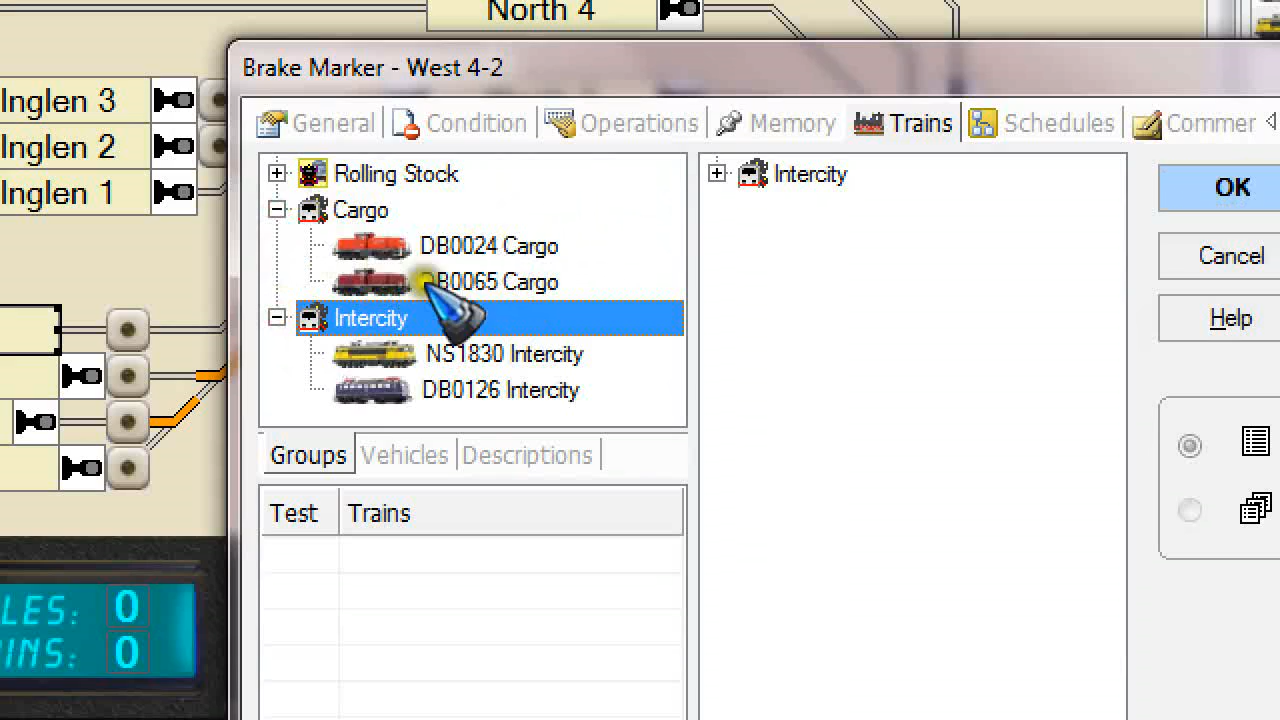 North 4
Brake Marker - West 4-2
Inglen 3
Inglen 2
Inglen 1
General
Condition
Operations
Memory
Trains
Schedules
Commer
Rolling Stock
Cargo
DB0024 Cargo
DB0065 Cargo
Intercity
NS1830 Intercity
DB0126 Intercity
Intercity
OK
Cancel
Help
Groups
Vehicles
Descriptions
Test
Trains
LES: 0
INS: 0